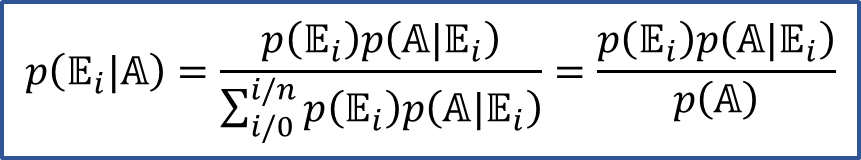 p(𝔼ᵢ|𝔸) = p(𝔼ᵢ)p(𝔸|𝔼ᵢ) / ∑_{i/0}^{i/n} p(𝔼ᵢ)p(𝔸|𝔼ᵢ) = p(𝔼ᵢ)p(𝔸|𝔼ᵢ) / p(𝔸)